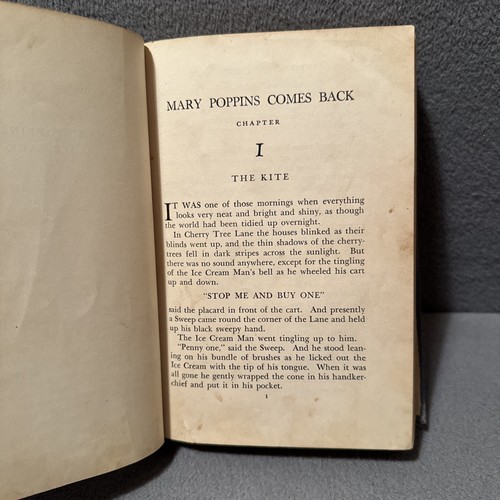 MARY POPPINS COMES BACK
CHAPTER
I
THE KITE
IT WAS one of those mornings when everything
looks very neat and bright and shiny, as though
the world had been tidied up overnight.
In Cherry Tree Lane the houses blinked as their
blinds went up, and the thin shadows of the cherry-
trees fell in dark stripes across the sunlight. But
there was no sound anywhere, except for the tingling
of the Ice Cream Man's bell as he wheeled his cart
up and down.
"STOP ME AND BUY ONE"
said the placard in front of the cart. And presently
a Sweep came round the corner of the Lane and held
up his black sweepy hand.
The Ice Cream Man went tingling up to him.
"Penny one," said the Sweep. And he stood lean-
ing on his bundle of brushes as he licked out the
Ice Cream with the tip of his tongue. When it was
all gone he gently wrapped the cone in his handker-
chief and put it in his pocket.
1